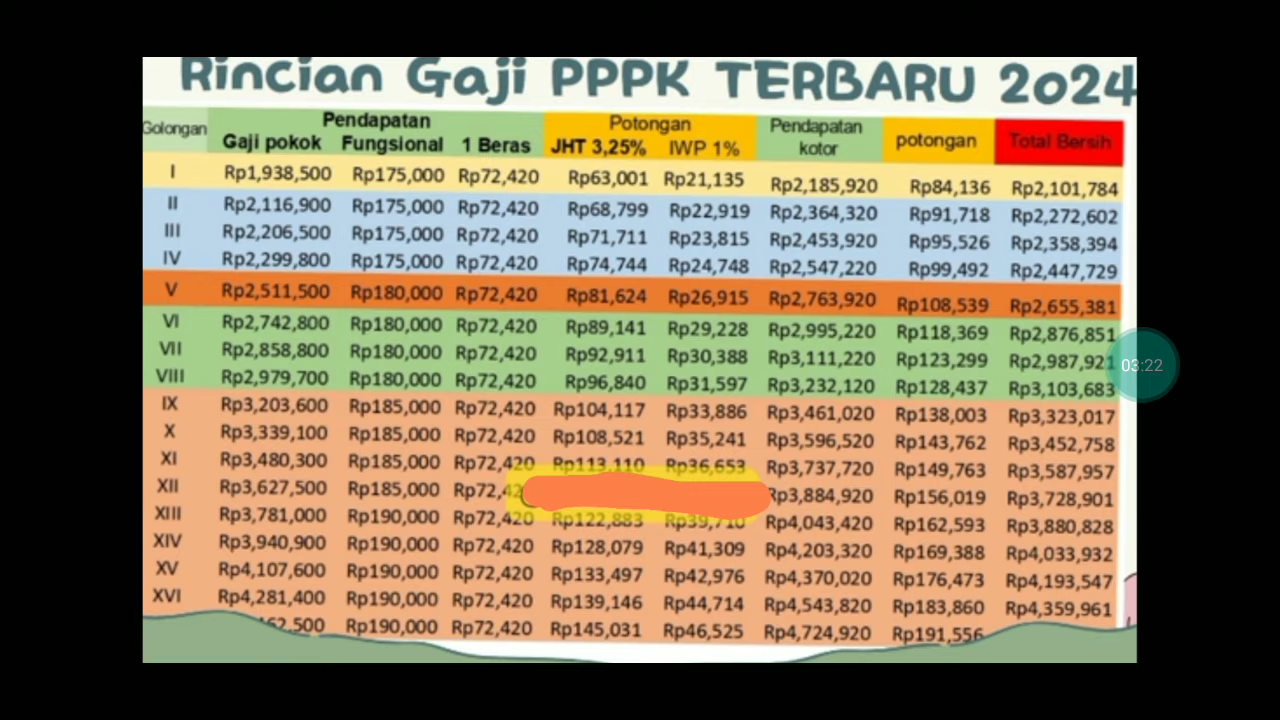 Rincian Gaji PPPK TERBARU 2024
Golongan Pendapatan Potongan Pendapatan kotor potongan Total Bersih
Gaji pokok Fungsional 1 Beras JHT 3,25% IWP 1%
I Rp1,938,500 Rp175,000 Rp72,420 Rp63,001 Rp21,135 Rp2,185,920 Rp84,136 Rp2,101,784
II Rp2,116,900 Rp175,000 Rp72,420 Rp68,799 Rp22,919 Rp2,364,320 Rp91,718 Rp2,272,602
III Rp2,206,500 Rp175,000 Rp72,420 Rp71,711 Rp23,815 Rp2,453,920 Rp95,526 Rp2,358,394
IV Rp2,299,800 Rp175,000 Rp72,420 Rp74,744 Rp24,748 Rp2,547,220 Rp99,492 Rp2,447,729
V Rp2,511,500 Rp180,000 Rp72,420 Rp81,624 Rp26,915 Rp2,763,920 Rp108,539 Rp2,655,381
VI Rp2,742,800 Rp180,000 Rp72,420 Rp89,141 Rp29,228 Rp2,995,220 Rp118,369 Rp2,876,851
VII Rp2,858,800 Rp180,000 Rp72,420 Rp92,911 Rp30,388 Rp3,111,220 Rp123,299 Rp2,987,921
03:22
VIII Rp2,979,700 Rp180,000 Rp72,420 Rp96,840 Rp31,597 Rp3,232,120 Rp128,437 Rp3,103,683
IX Rp3,203,600 Rp185,000 Rp72,420 Rp104,117 Rp33,886 Rp3,461,020 Rp138,003 Rp3,323,017
X Rp3,339,100 Rp185,000 Rp72,420 Rp108,521 Rp35,241 Rp3,596,520 Rp143,762 Rp3,452,758
XI Rp3,480,300 Rp185,000 Rp72,420 Rp113,110 Rp36,653 Rp3,737,720 Rp149,763 Rp3,587,957
XII Rp3,627,500 Rp185,000 Rp3,884,920 Rp156,019 Rp3,728,901
XIII Rp3,781,000 Rp190,000 Rp72,420 Rp122,883 Rp39,710 Rp4,043,420 Rp162,593 Rp3,880,828
XIV Rp3,940,900 Rp190,000 Rp72,420 Rp128,079 Rp41,309 Rp4,203,320 Rp169,388 Rp4,033,932
XV Rp4,107,600 Rp190,000 Rp72,420 Rp133,497 Rp42,976 Rp4,370,020 Rp176,473 Rp4,193,547
XVI Rp4,281,400 Rp190,000 Rp72,420 Rp139,146 Rp44,714 Rp4,543,820 Rp183,860 Rp4,359,961
Rp190,000 Rp72,420 Rp145,031 Rp46,525 Rp4,724,920 Rp191,556